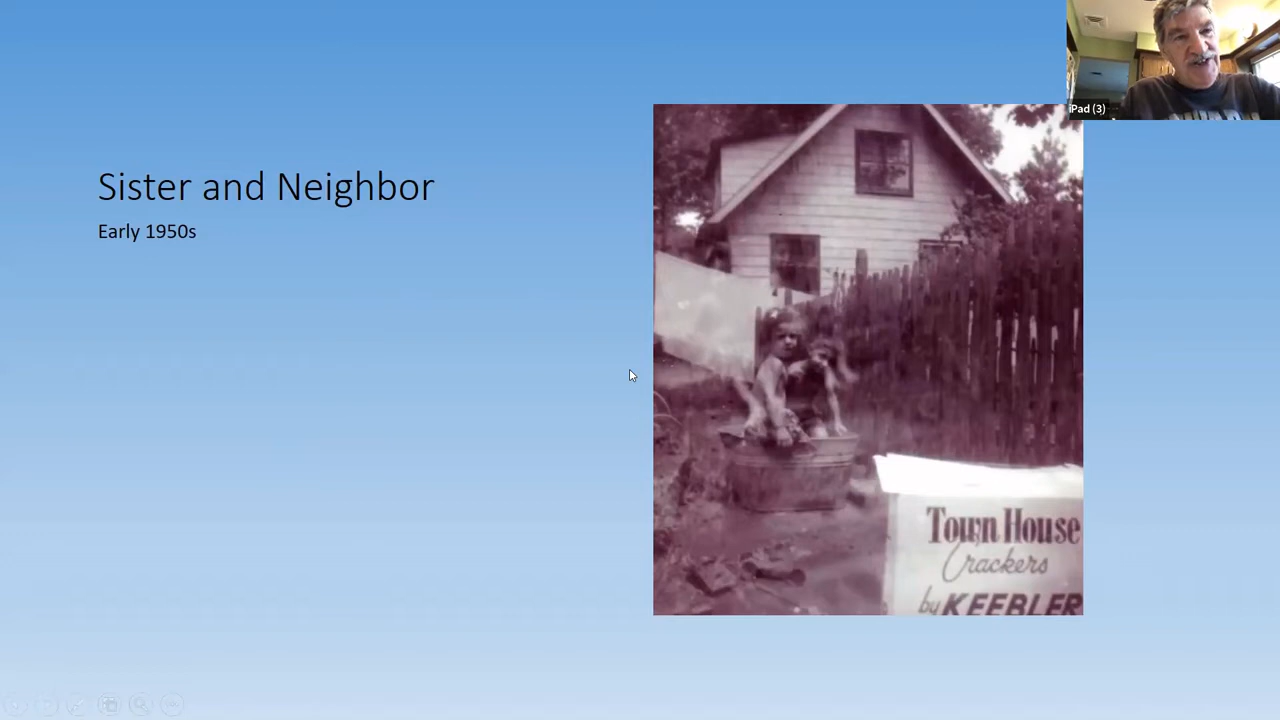 Sister and Neighbor
Early 1950s
iPad (3)
Town House
Crackers
by KEEBLER